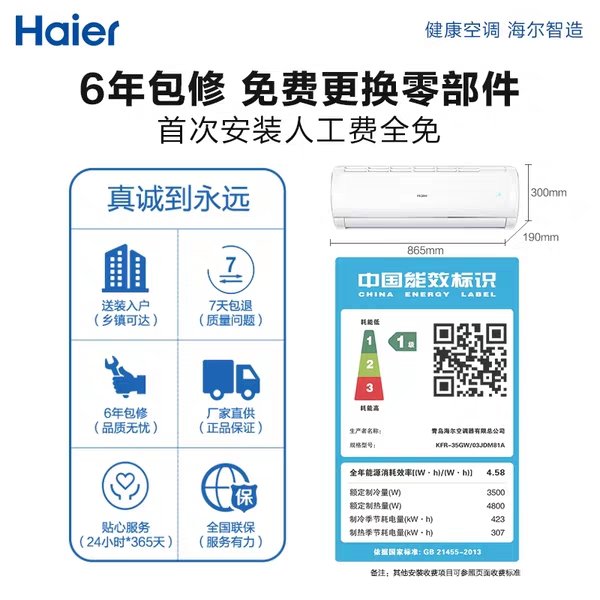 Haier
健康空调 海尔智造
6年包修 免费更换零部件
首次安装人工费全免
真诚到永远
送装入户
（乡镇可达）
7
7天包退
（质量问题）
6年包修
（品质无忧）
厂家直供
（正品保证）
贴心服务
（24小时*365天）
保
全国联保
（服务有力）
Haier
300mm
190mm
865mm
中国能效标识
CHINA ENERGY LABEL
耗能低
1
2
3
耗能高
1级
生产者名称：
青岛海尔空调器有限总公司
规格型号：
KFR-35GW/03JDM81A
全年能源消耗效率[(W·h)/(W·h)] 4.58
额定制冷量(W) 3500
额定制热量(W) 4800
制冷季节耗电量(kW·h) 423
制热季节耗电量(kW·h) 307
依据国家标准: GB 21455-2013
备注：其他安装收费项目可参照页面收费标准